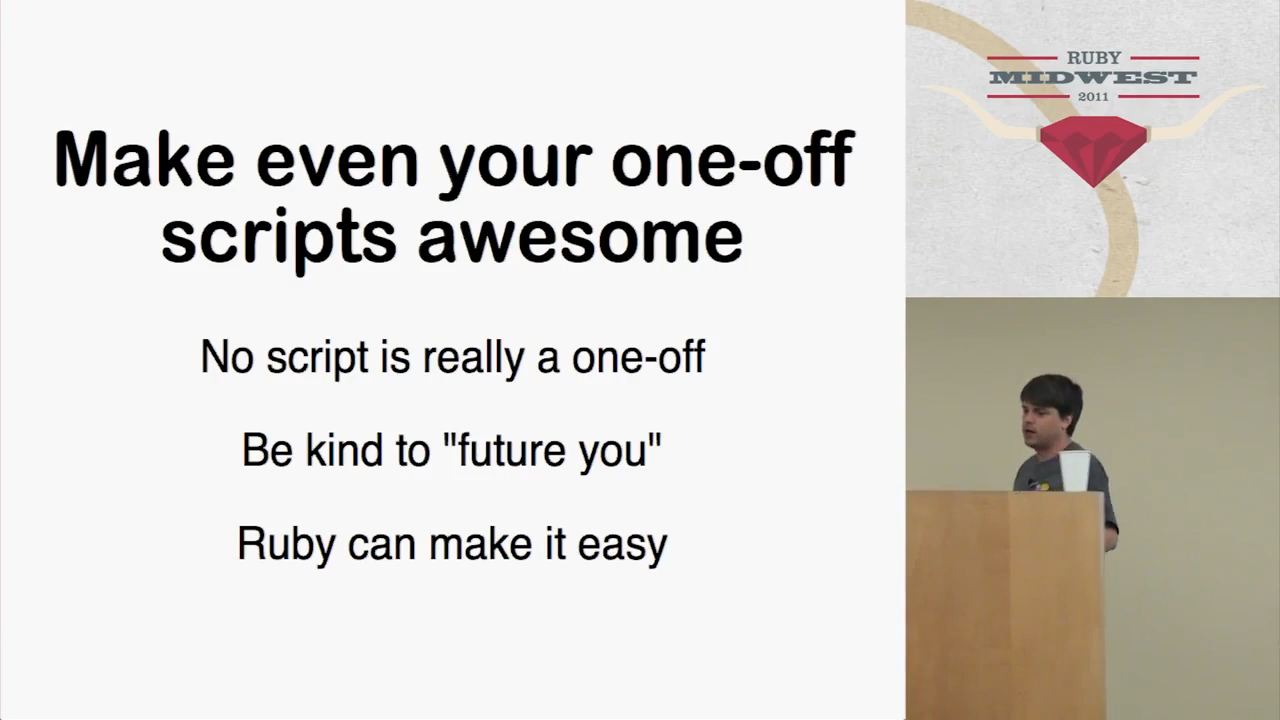 Make even your one-off
scripts awesome
No script is really a one-off
Be kind to "future you"
Ruby can make it easy
RUBY
MIDWEST
2011